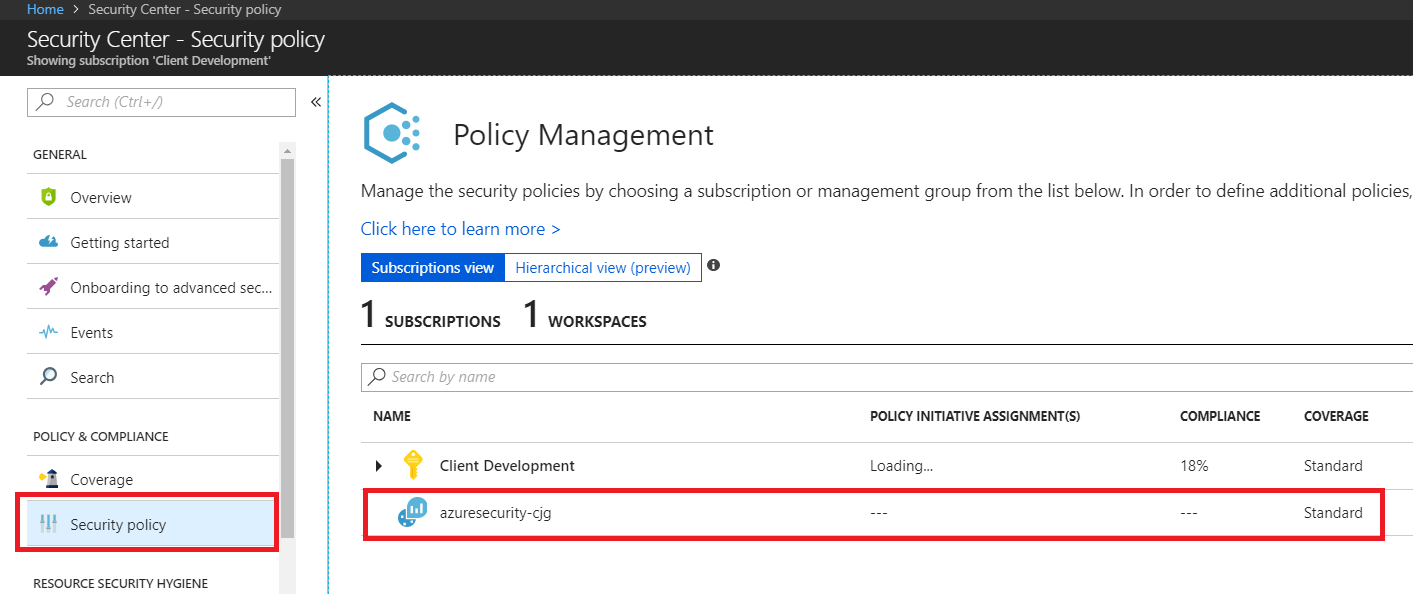 Home > Security Center - Security policy
Security Center - Security policy
Showing subscription 'Client Development'
Search (Ctrl+/)
«
GENERAL
Overview
Getting started
Onboarding to advanced sec...
Events
Search
POLICY & COMPLIANCE
Coverage
Security policy
RESOURCE SECURITY HYGIENE
Policy Management
Manage the security policies by choosing a subscription or management group from the list below. In order to define additional policies,
Click here to learn more >
Subscriptions view Hierarchical view (preview)
1 SUBSCRIPTIONS 1 WORKSPACES
Search by name
NAME POLICY INITIATIVE ASSIGNMENT(S) COMPLIANCE COVERAGE
Client Development Loading... 18% Standard
azuresecurity-cjg --- --- Standard